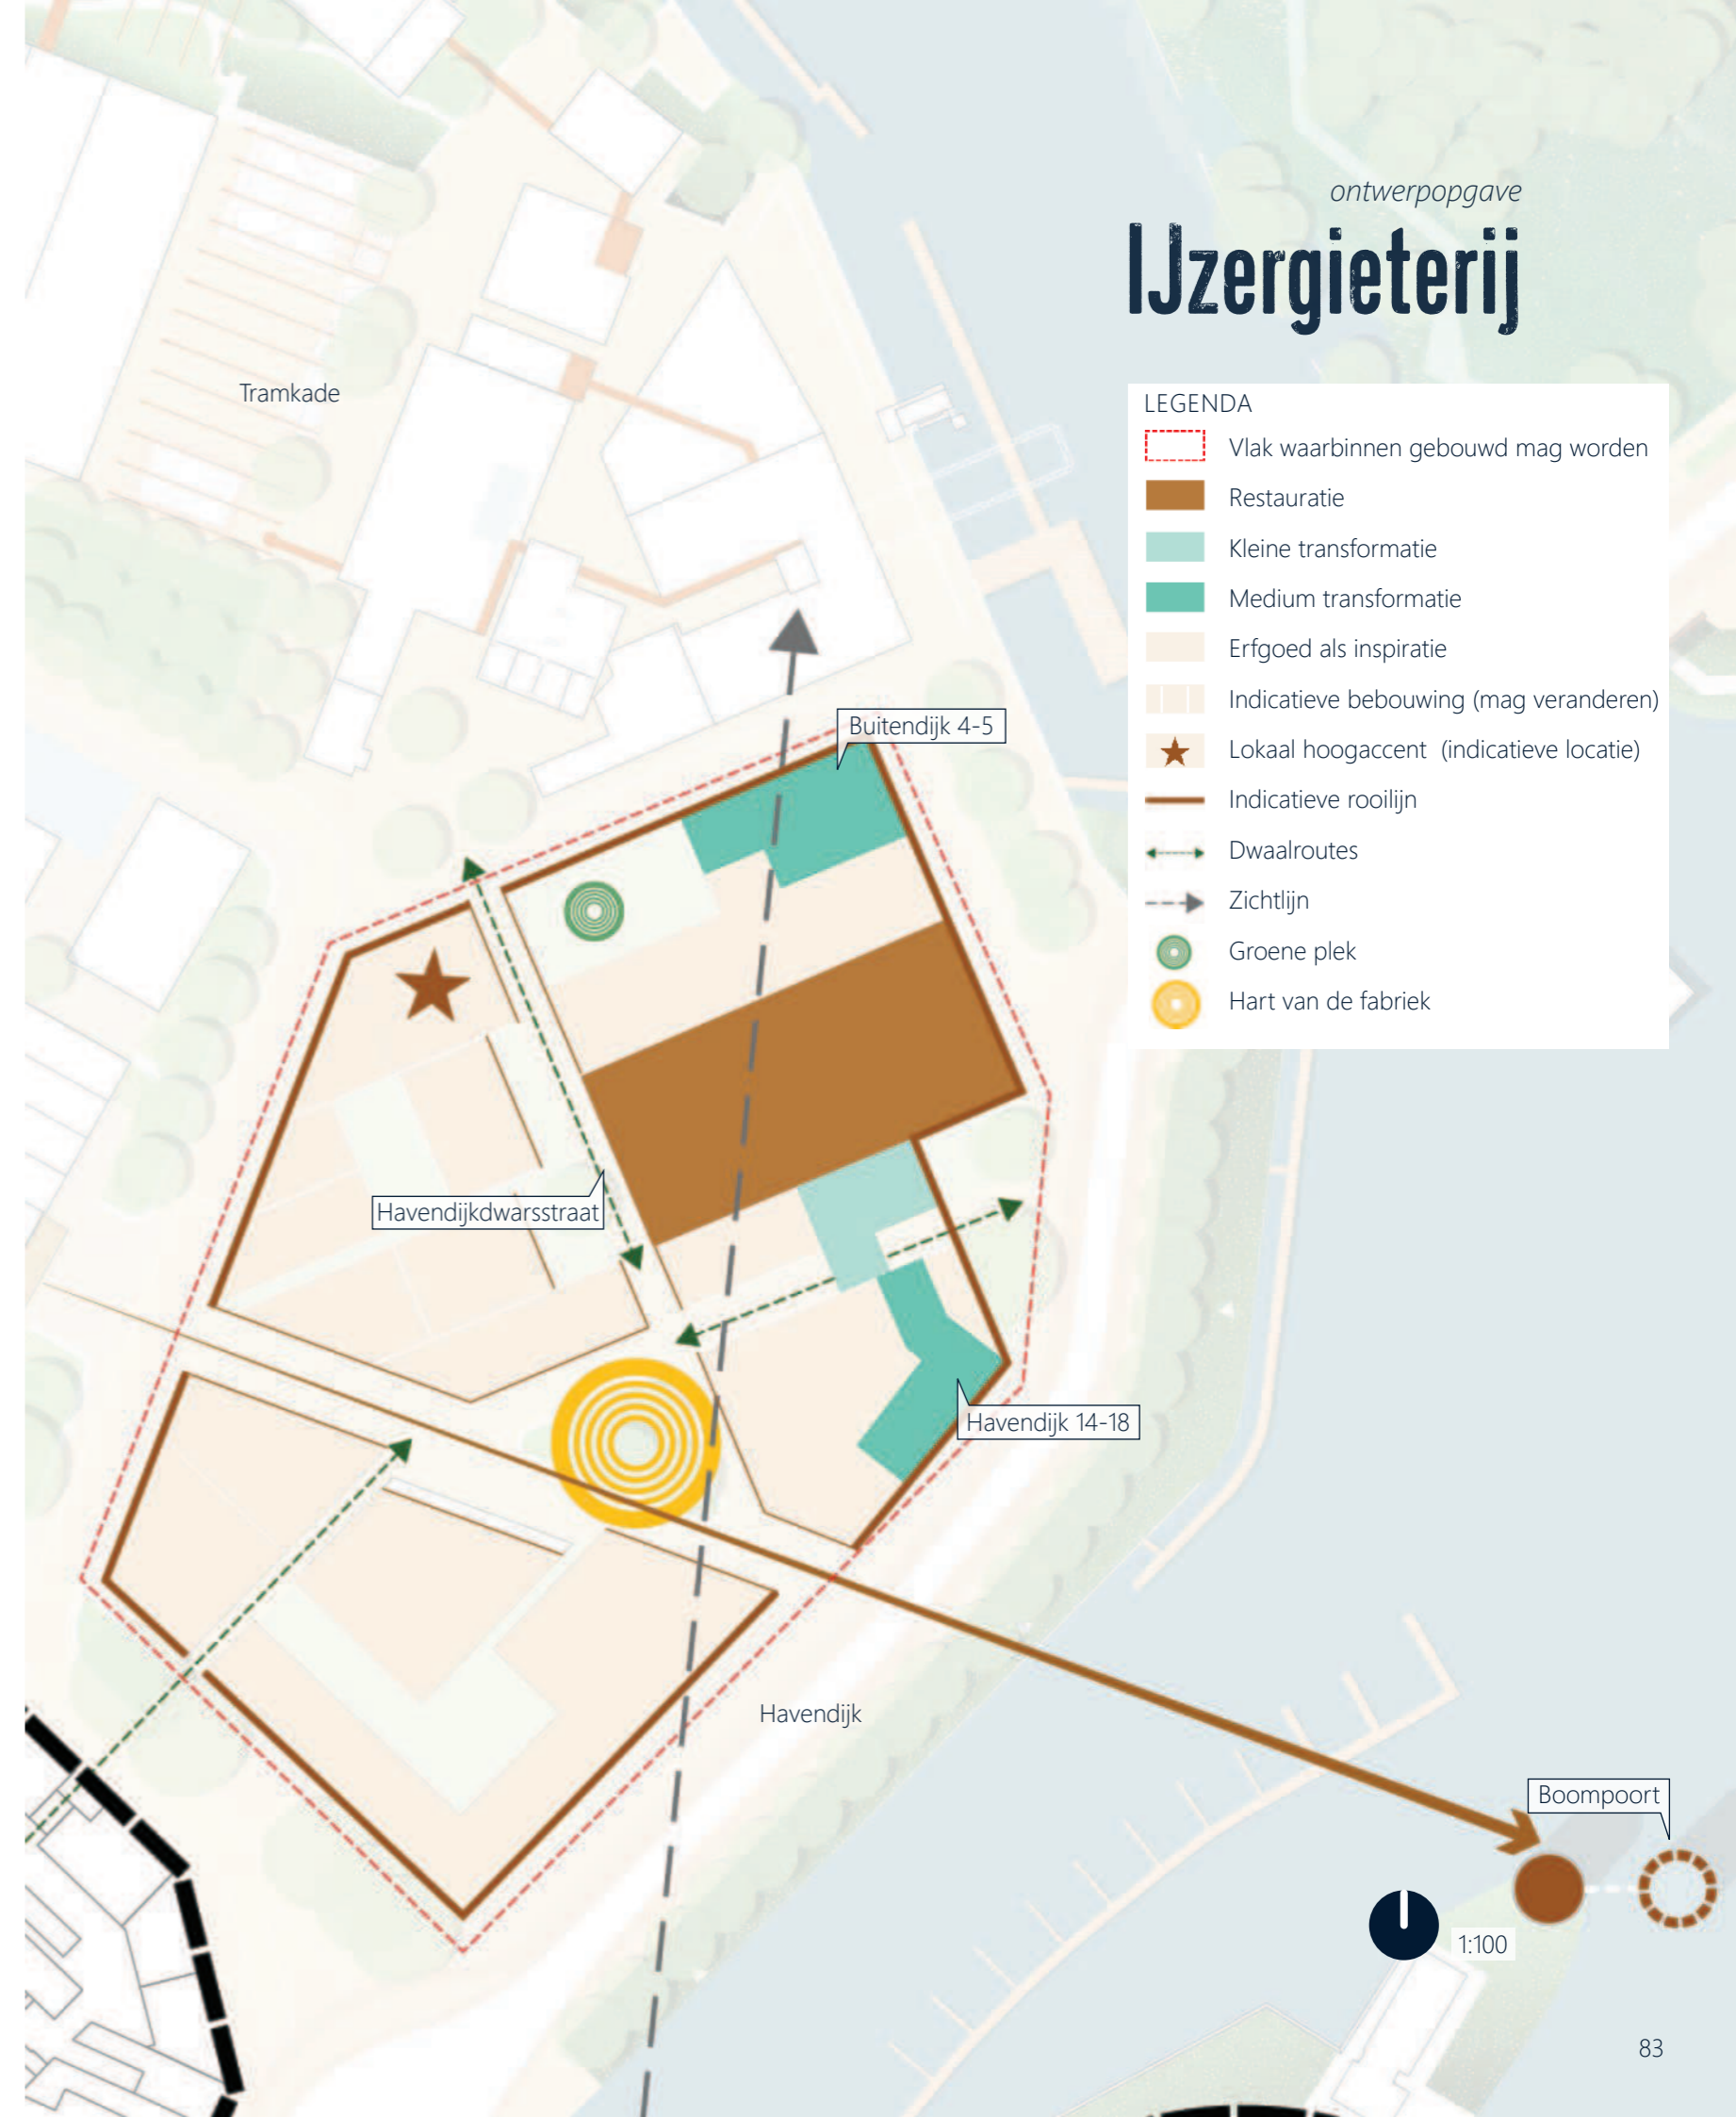 ontwerpopgave
IJzergieterij
LEGENDA
Vlak waarbinnen gebouwd mag worden
Restauratie
Kleine transformatie
Medium transformatie
Erfgoed als inspiratie
Indicatieve bebouwing (mag veranderen)
Lokaal hoogaccent (indicatieve locatie)
Indicatieve rooilijn
Dwaalroutes
Zichtlijn
Groene plek
Hart van de fabriek
Tramkade
Buitendijk 4-5
Havendijkdwarsstraat
Havendijk 14-18
Havendijk
Boompoort
1:100
83